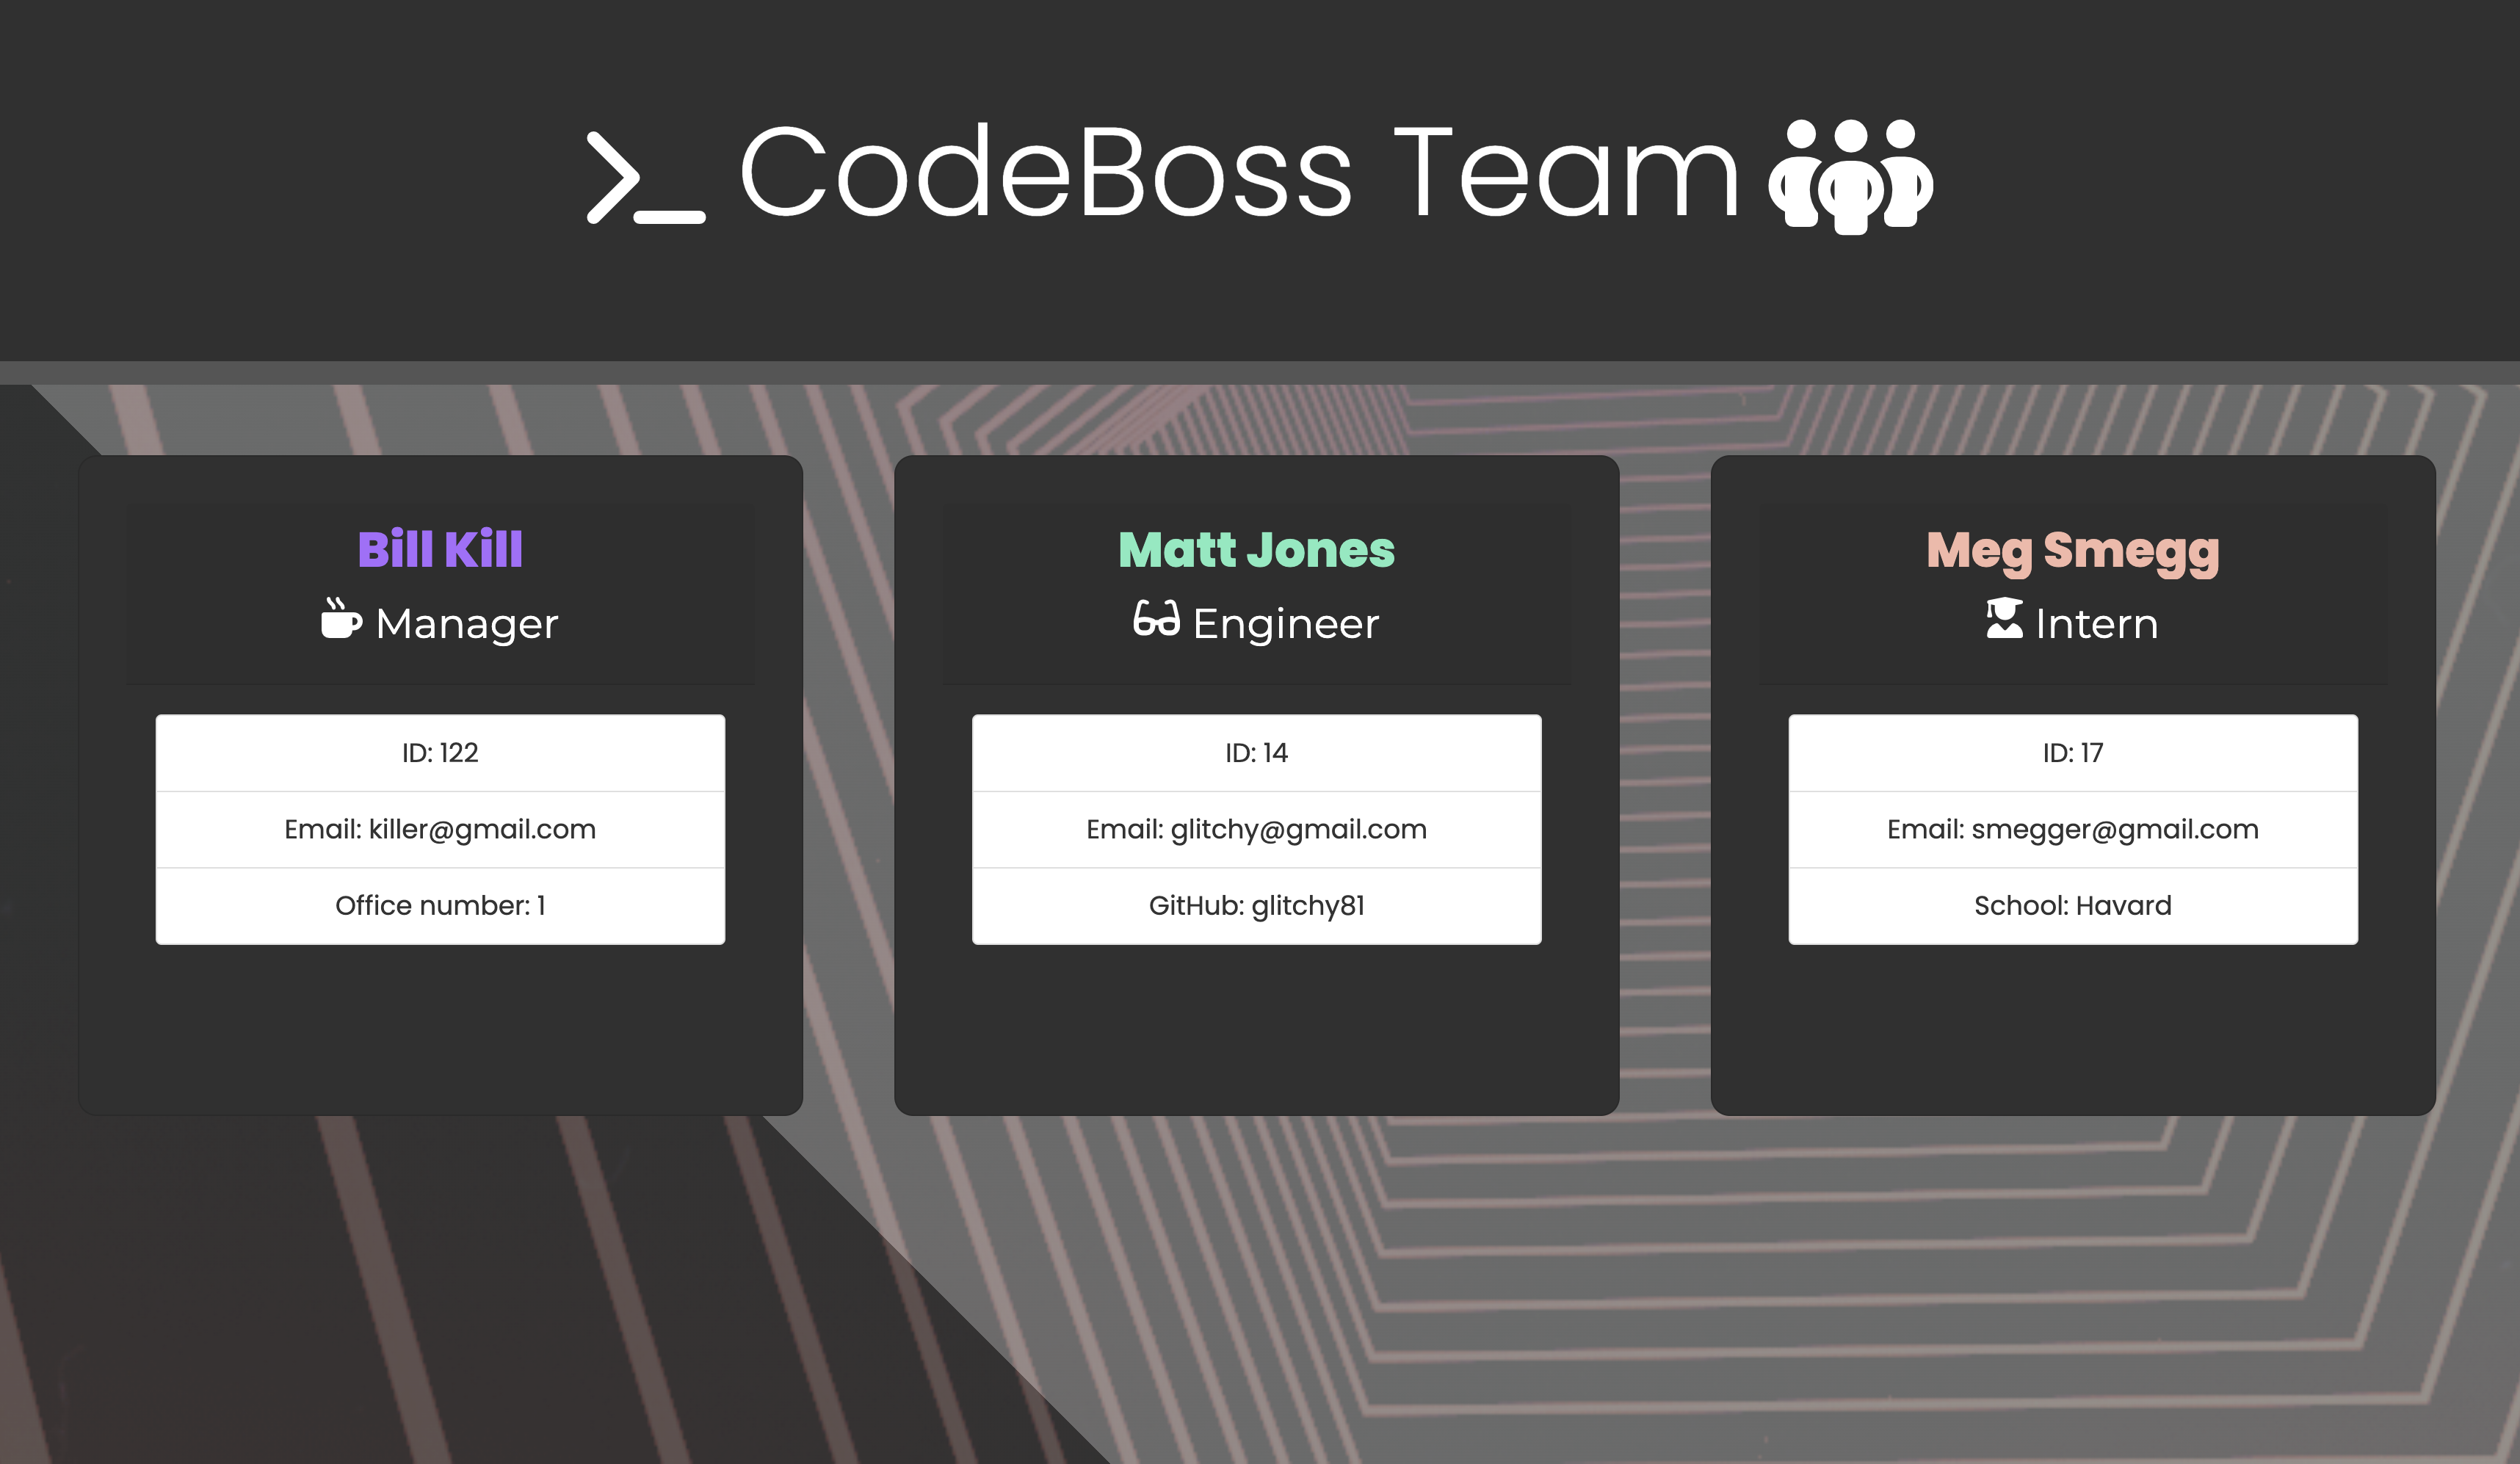 CodeBoss Team
Bill Kill
Manager
ID: 122
Email: killer@gmail.com
Office number: 1
Matt Jones
Engineer
ID: 14
Email: glitchy@gmail.com
GitHub: glitchy81
Meg Smegg
Intern
ID: 17
Email: smegger@gmail.com
School: Havard